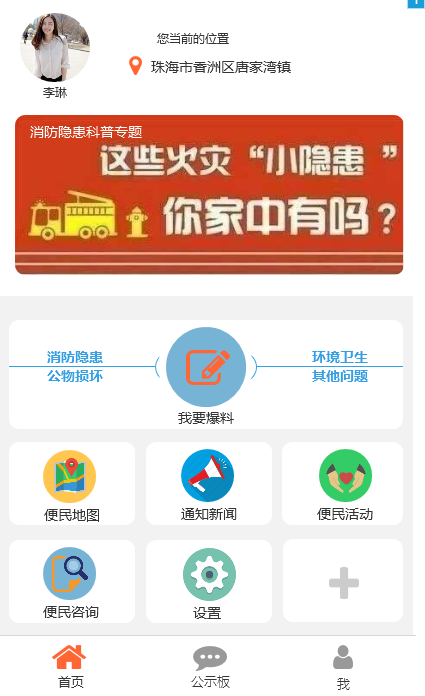 您当前的位置
珠海市香洲区唐家湾镇
李琳
消防隐患科普专题
这些火灾“小隐患 ”
你家中有吗？
消防隐患
公物损坏
环境卫生
其他问题
我要爆料
便民地图
通知新闻
便民活动
便民咨询
设置
首页
公示板
我